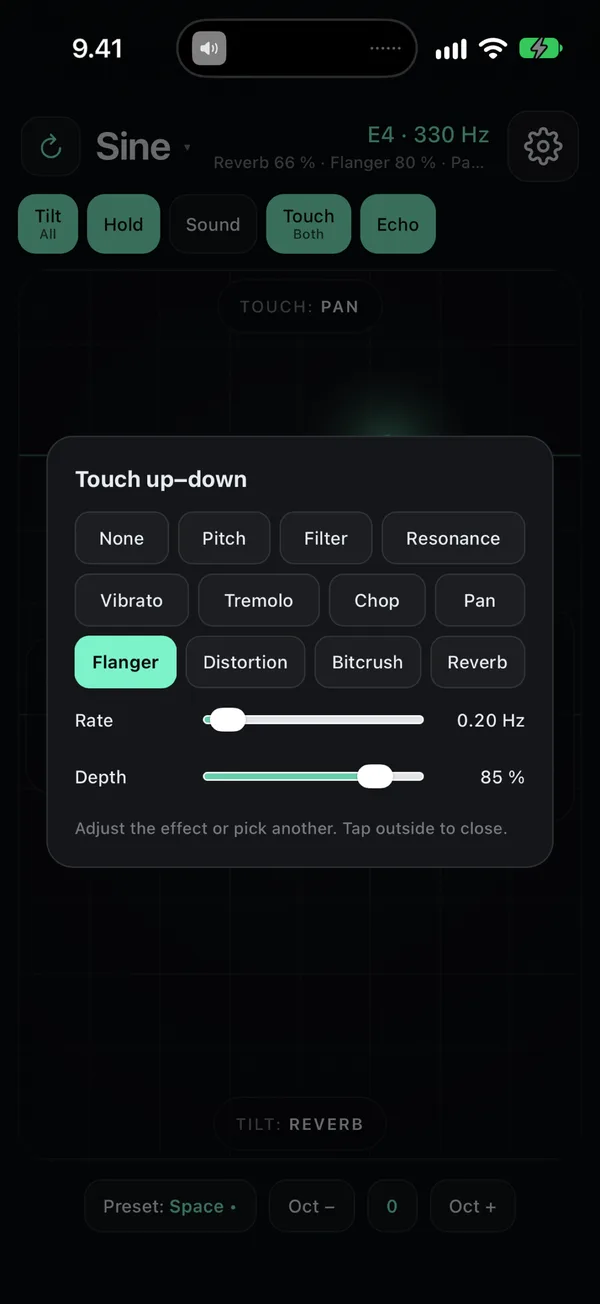 9.41
Sine
E4 · 330 Hz
Reverb 66 % · Flanger 80 % · Pa...
Tilt
All
Hold
Sound
Touch
Both
Echo
TOUCH: PAN
Touch up–down
None
Pitch
Filter
Resonance
Vibrato
Tremolo
Chop
Pan
Flanger
Distortion
Bitcrush
Reverb
Rate
0.20 Hz
Depth
85 %
Adjust the effect or pick another. Tap outside to close.
TILT: REVERB
Preset: Space •
Oct –
0
Oct +